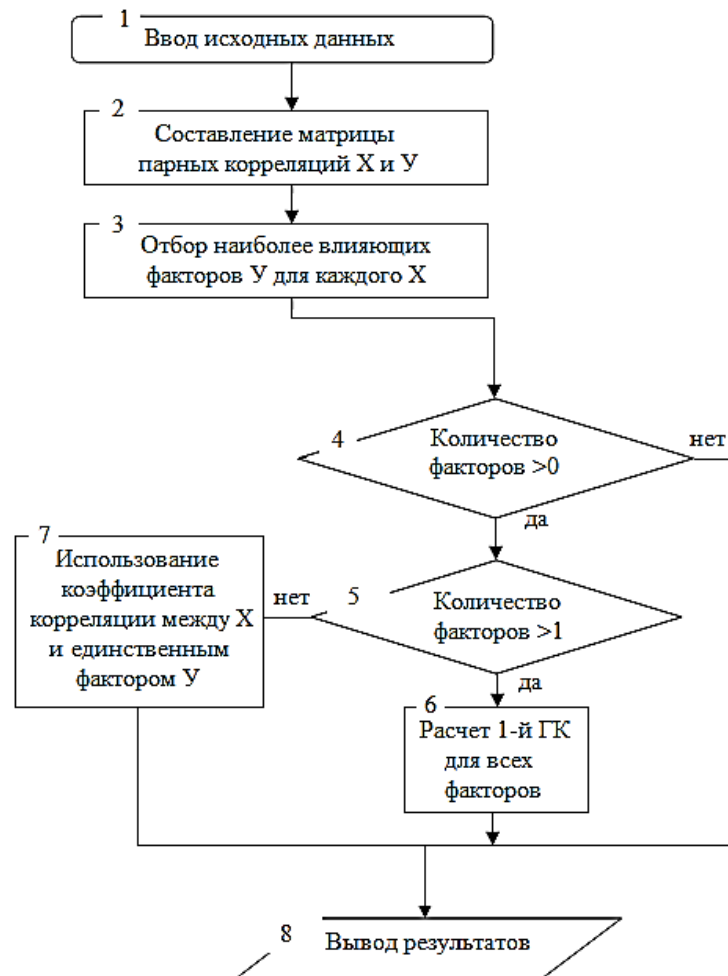 1
Ввод исходных данных
2
Составление матрицы
парных корреляций Х и У
3
Отбор наиболее влияющих
факторов У для каждого Х
4
Количество
факторов >0
нет
да
7
Использование
коэффициента
корреляции между Х
и единственным
фактором У
нет
5
Количество
факторов >1
да
6
Расчет 1-й ГК
для всех
факторов
8
Вывод результатов